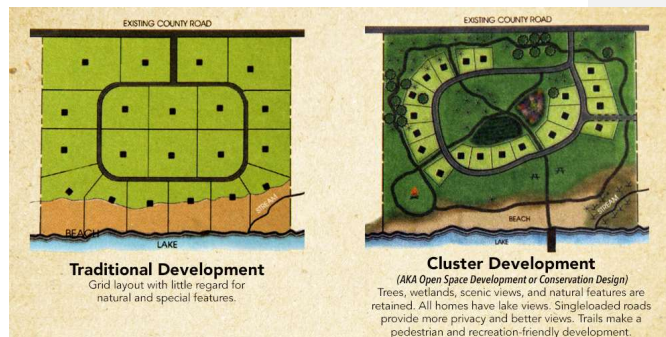 EXISTING COUNTY ROAD
STREAM
BEACH
LAKE
Traditional Development
Grid layout with little regard for
natural and special features.
EXISTING COUNTY ROAD
STREAM
BEACH
LAKE
Cluster Development
(AKA Open Space Development or Conservation Design)
Trees, wetlands, scenic views, and natural features are
retained. All homes have lake views. Singleloaded roads
provide more privacy and better views. Trails make a
pedestrian and recreation-friendly development.